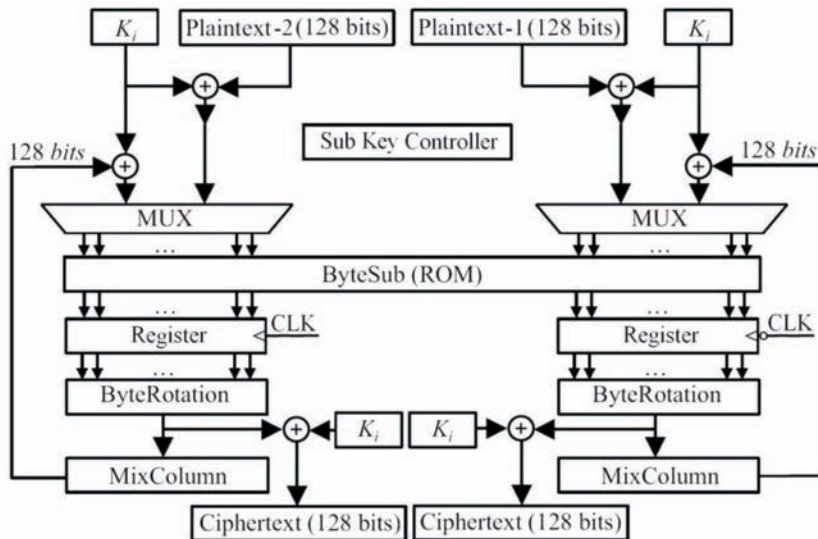 K_i Plaintext-2 (128 bits) Plaintext-1 (128 bits) K_i
Sub Key Controller
128 bits 128 bits
MUX MUX
... ...
ByteSub (ROM)
... ...
Register CLK Register CLK
... ...
ByteRotation ByteRotation
K_i K_i
MixColumn MixColumn
Ciphertext (128 bits) Ciphertext (128 bits)